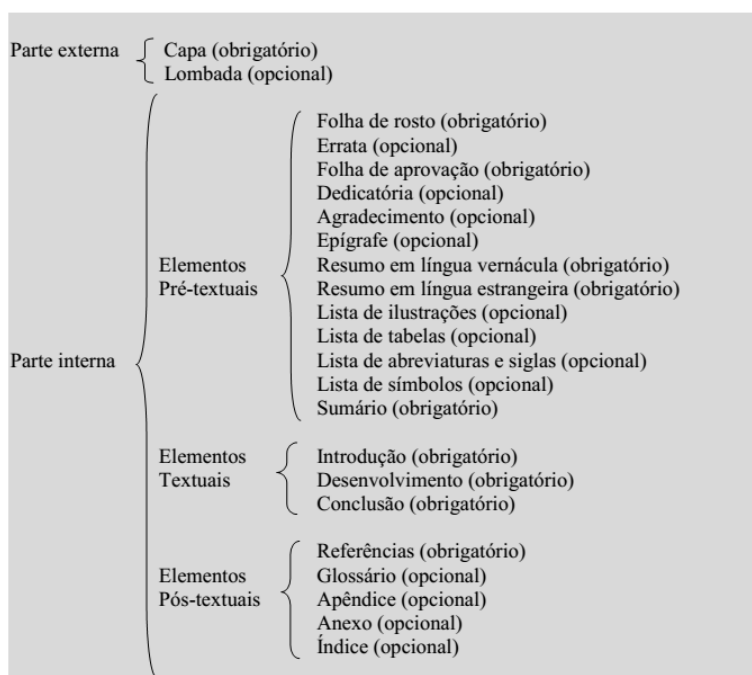 Parte externa
Capa (obrigatório)
Lombada (opcional)
Parte interna
Elementos
Pré-textuais
Folha de rosto (obrigatório)
Errata (opcional)
Folha de aprovação (obrigatório)
Dedicatória (opcional)
Agradecimento (opcional)
Epígrafe (opcional)
Resumo em língua vernácula (obrigatório)
Resumo em língua estrangeira (obrigatório)
Lista de ilustrações (opcional)
Lista de tabelas (opcional)
Lista de abreviaturas e siglas (opcional)
Lista de símbolos (opcional)
Sumário (obrigatório)
Elementos
Textuais
Introdução (obrigatório)
Desenvolvimento (obrigatório)
Conclusão (obrigatório)
Elementos
Pós-textuais
Referências (obrigatório)
Glossário (opcional)
Apêndice (opcional)
Anexo (opcional)
Índice (opcional)